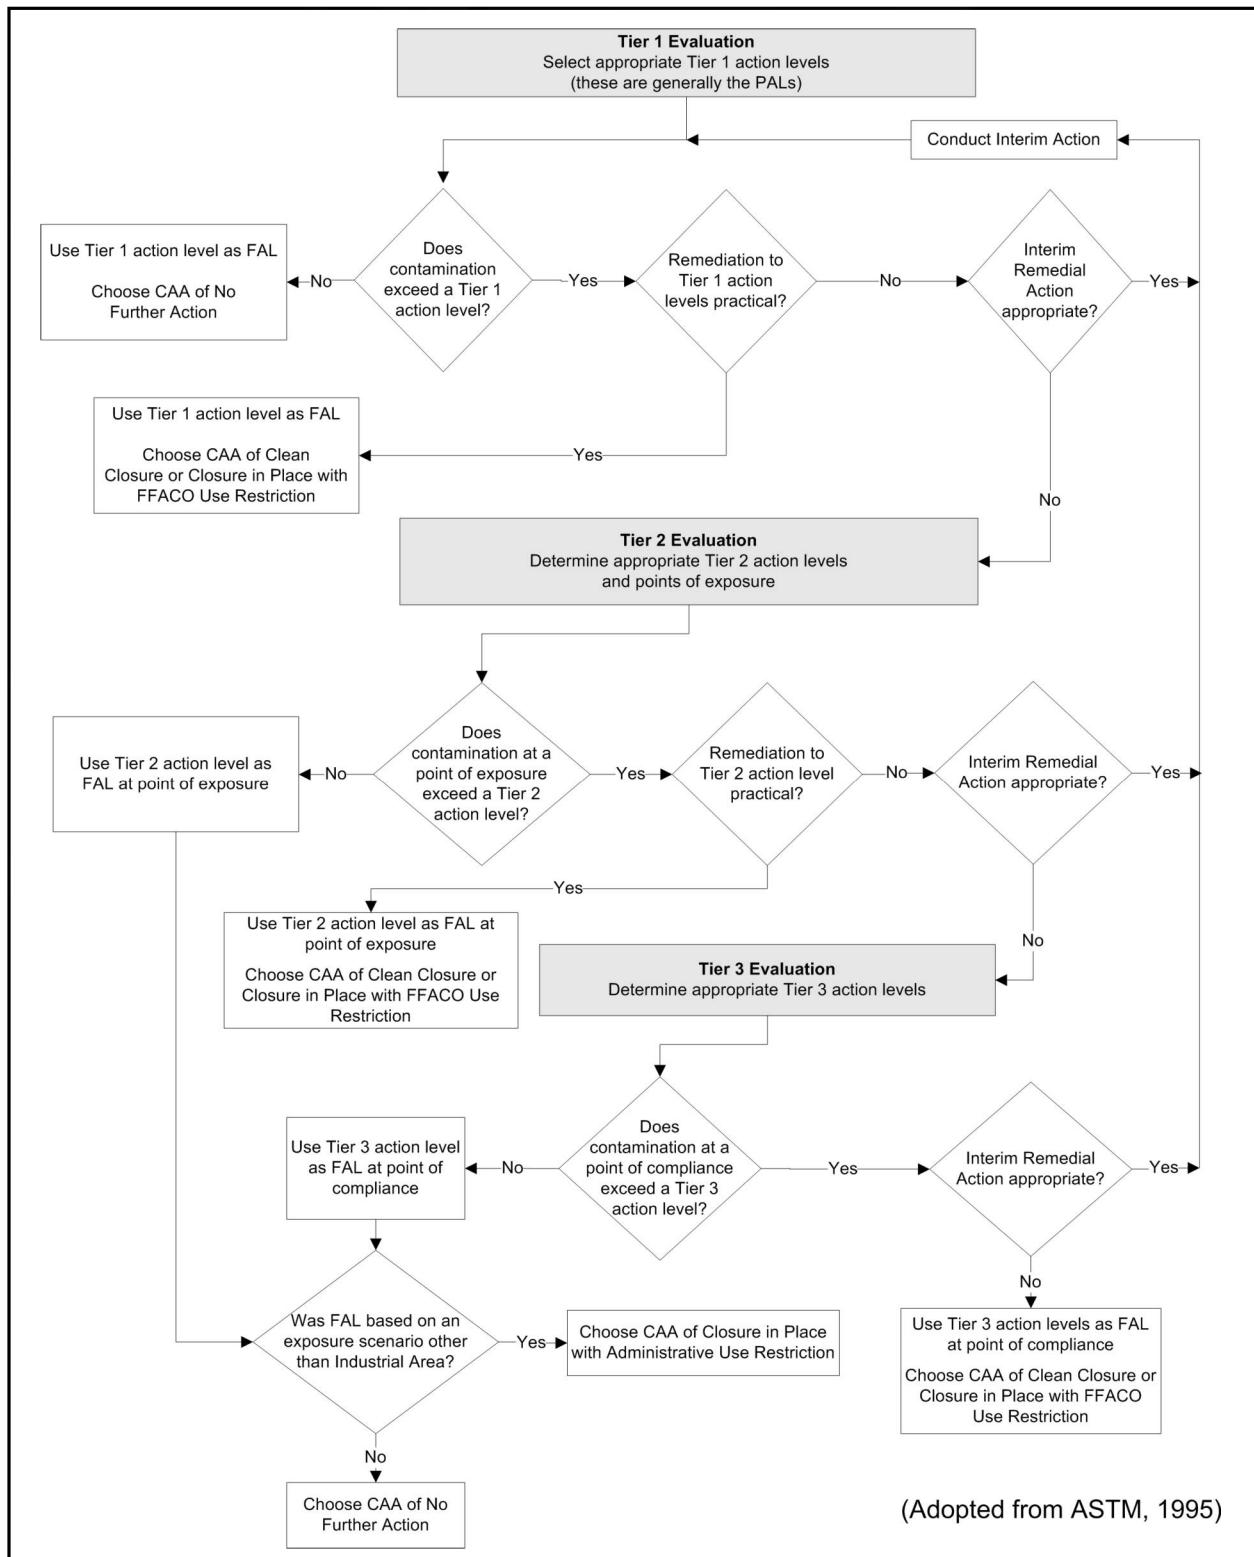 Tier 1 Evaluation
Select appropriate Tier 1 action levels
(these are generally the PALs)
Conduct Interim Action
Use Tier 1 action level as FAL
Choose CAA of No
Further Action
No
Does
contamination
exceed a Tier 1
action level?
Yes
Remediation to
Tier 1 action
levels practical?
No
Interim
Remedial
Action
appropriate?
Yes
Use Tier 1 action level as FAL
Choose CAA of Clean
Closure or Closure in Place with
FFACO Use Restriction
Yes
No
Tier 2 Evaluation
Determine appropriate Tier 2 action levels
and points of exposure
Use Tier 2 action level as
FAL at point of exposure
No
Does
contamination at a
point of exposure
exceed a Tier 2
action level?
Yes
Remediation to
Tier 2 action level
practical?
No
Interim Remedial
Action appropriate?
Yes
Yes
Use Tier 2 action level as FAL at
point of exposure
Choose CAA of Clean Closure or
Closure in Place with FFACO Use
Restriction
No
Tier 3 Evaluation
Determine appropriate Tier 3 action levels
Use Tier 3 action level
as FAL at point of
compliance
No
Does
contamination at a
point of compliance
exceed a Tier 3
action level?
Yes
Interim Remedial
Action appropriate?
Yes
No
Was FAL based on an
exposure scenario other
than Industrial Area?
Yes
Choose CAA of Closure in Place
with Administrative Use Restriction
Use Tier 3 action levels as FAL
at point of compliance
Choose CAA of Clean Closure or
Closure in Place with FFACO
Use Restriction
No
Choose CAA of No
Further Action
(Adopted from ASTM, 1995)